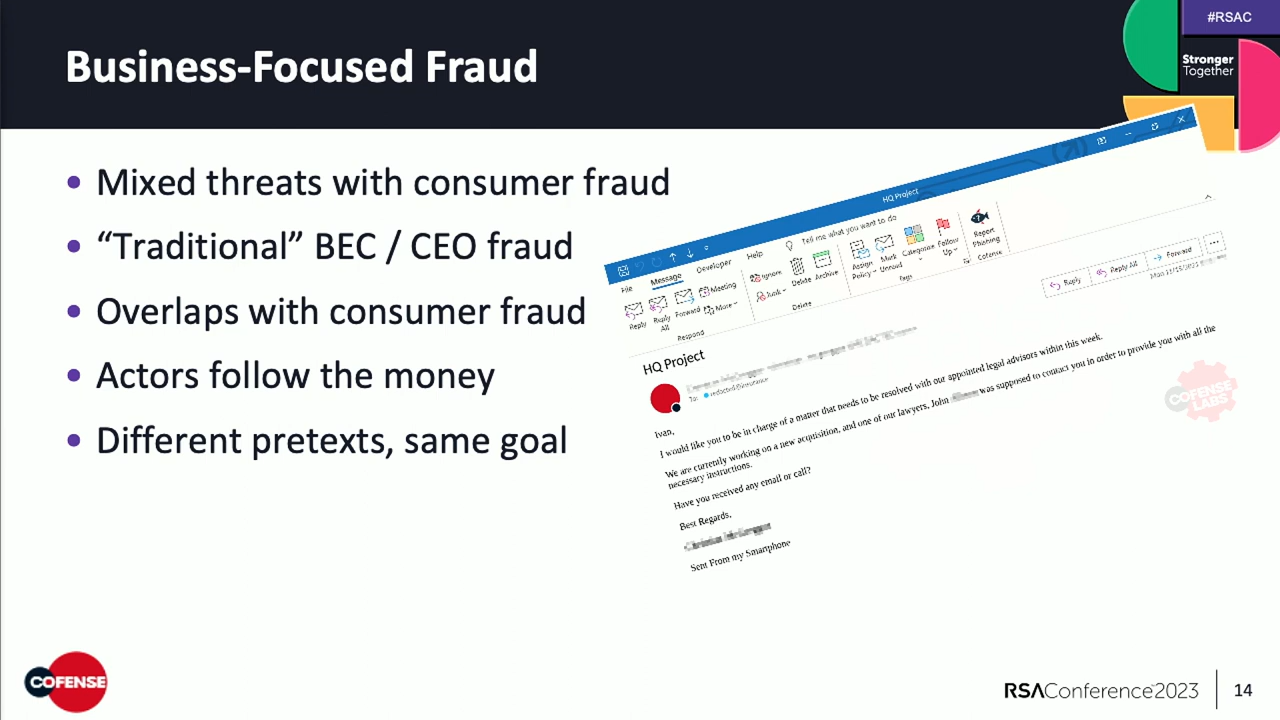 #RSAC
Business-Focused Fraud
Stronger
Together
• Mixed threats with consumer fraud
• “Traditional” BEC / CEO fraud
• Overlaps with consumer fraud
• Actors follow the money
• Different pretexts, same goal
HQ Project
File
Message
Developer
Help
Tell me what you want to do
Reply
Reply
All
Forward
Meeting
More
Respond
Ignore
Junk
Delete
Archive
Delete
Assign
Policy
Mark
Unread
Categorize
Follow
Up
Tags
Report
Phishing
Cofense
Reply
Reply All
Forward
HQ Project
To: redacted@insurance
Ivan,
I would like you to be in charge of a matter that needs to be resolved with our appointed legal advisors within this week.
We are currently working on a new acquisition, and one of our lawyers, John was supposed to contact you in order to provide you with all the
necessary instructions.
Have you received any email or call?
Best Regards,
Sent From my Smartphone
COFENSE
LABS
COFENSE
RSAConference™2023
14